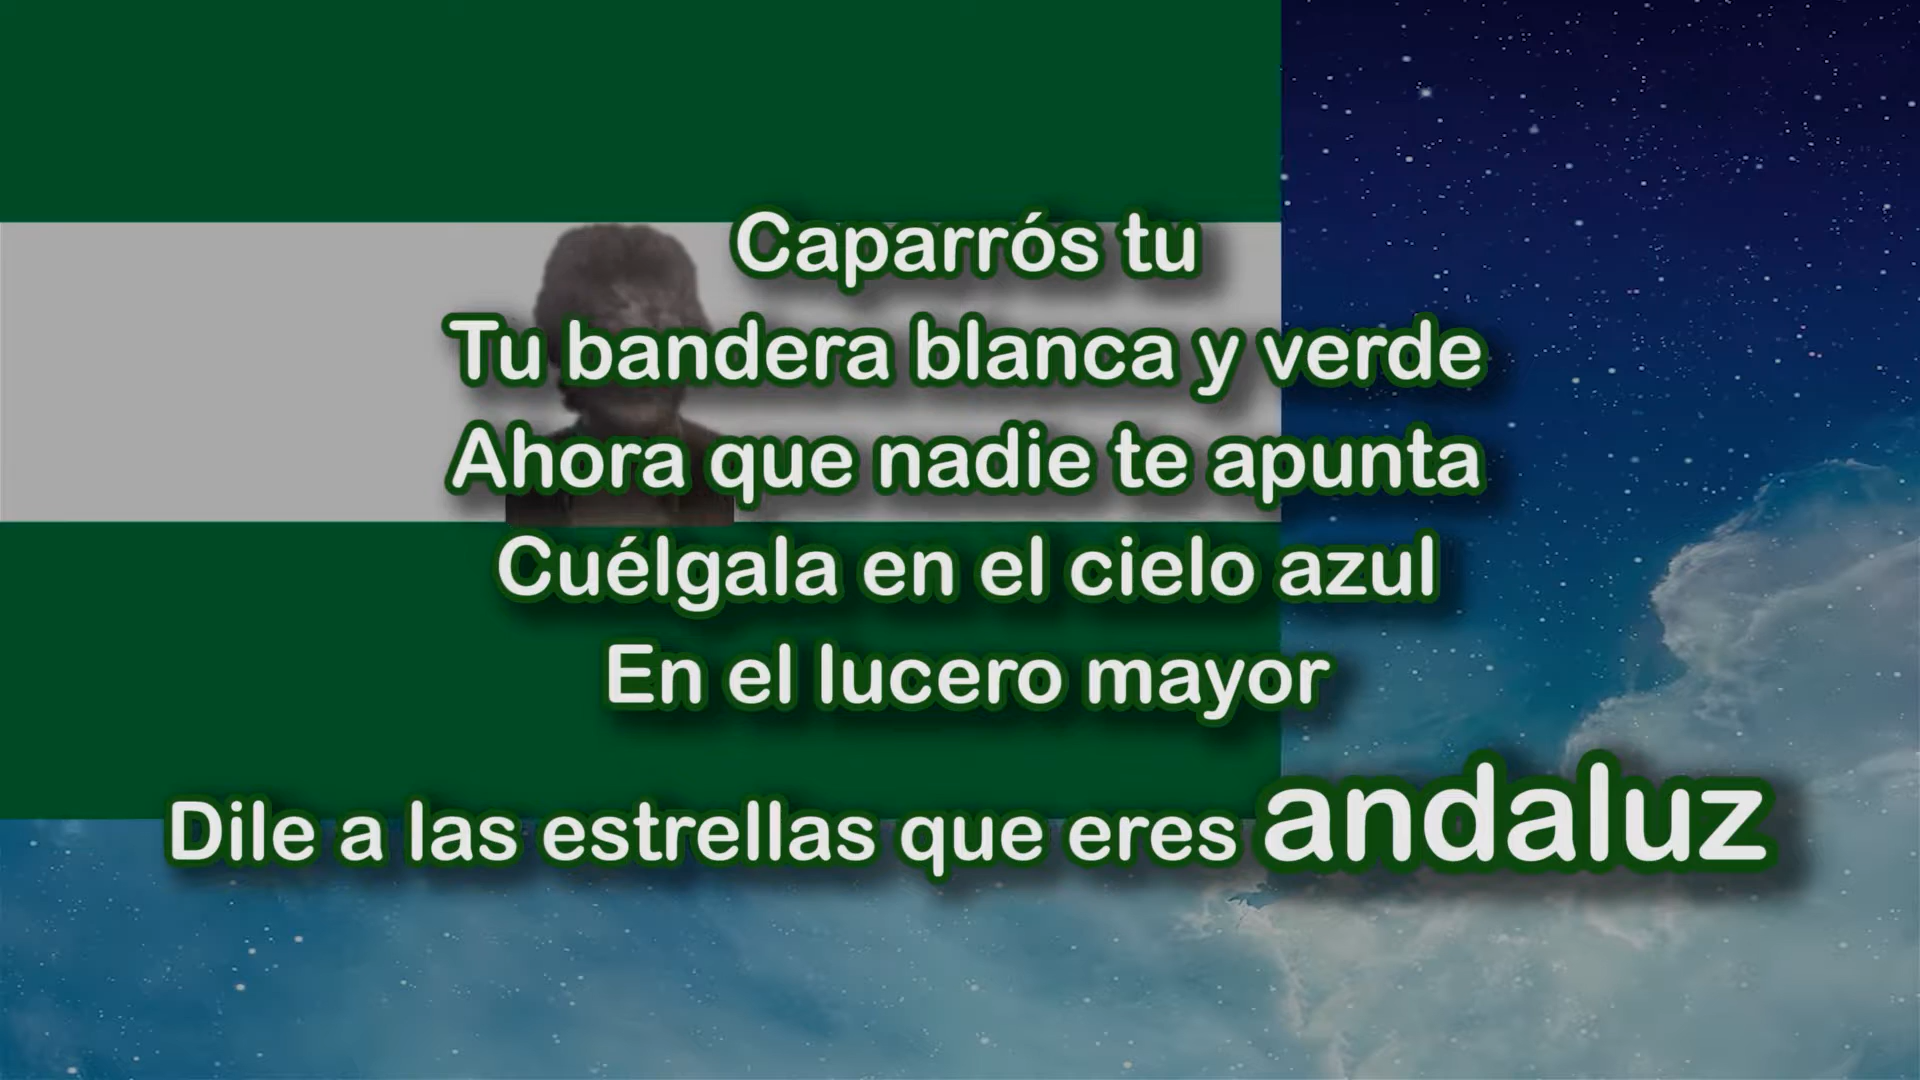 Caparrós tu
Tu bandera blanca y verde
Ahora que nadie te apunta
Cuélgala en el cielo azul
En el lucero mayor
Dile a las estrellas que eres andaluz